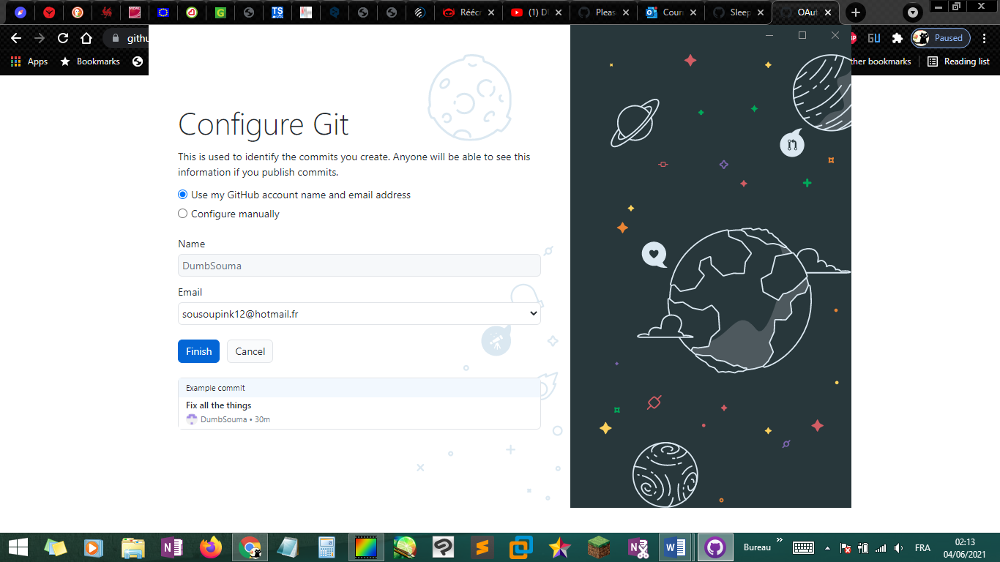 Réécr
(1) D
Pleas
Cour
Sleep
OAut
githu
Paused
Apps
Bookmarks
ther bookmarks
Reading list
Configure Git
This is used to identify the commits you create. Anyone will be able to see this
information if you publish commits.
Use my GitHub account name and email address
Configure manually
Name
DumbSouma
Email
sousoupink12@hotmail.fr
Finish
Cancel
Example commit
Fix all the things
DumbSouma • 30m
Bureau
FRA
02:13
04/06/2021